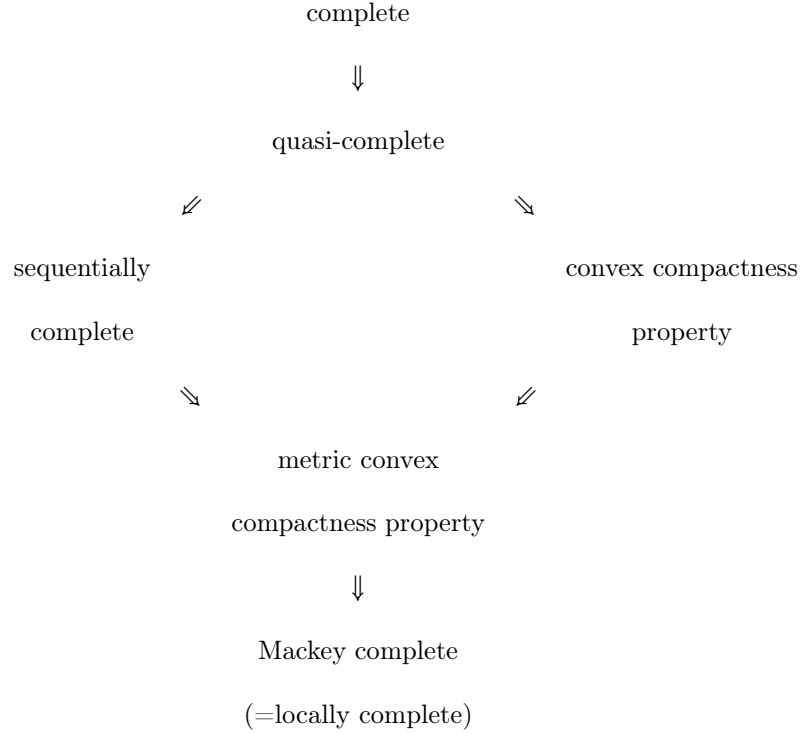 complete
⇓
quasi-complete
⇙ ⇘
sequentially convex compactness
complete property
⇘ ⇙
metric convex
compactness property
⇓
Mackey complete
(=locally complete)